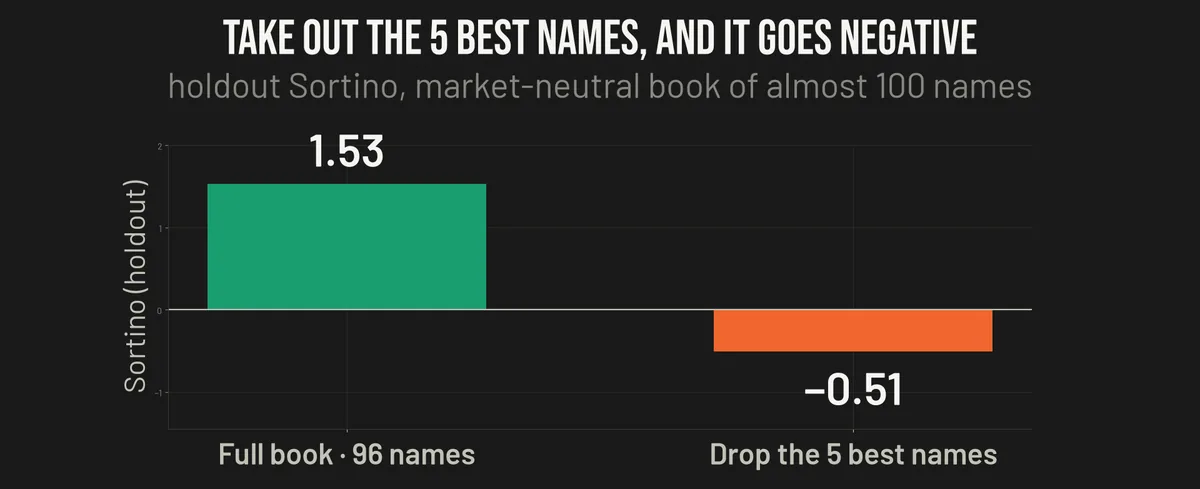 TAKE OUT THE 5 BEST NAMES, AND IT GOES NEGATIVE
holdout Sortino, market-neutral book of almost 100 names
1.53
2
1
0
-1
Sortino (holdout)
−0.51
Full book · 96 names
Drop the 5 best names